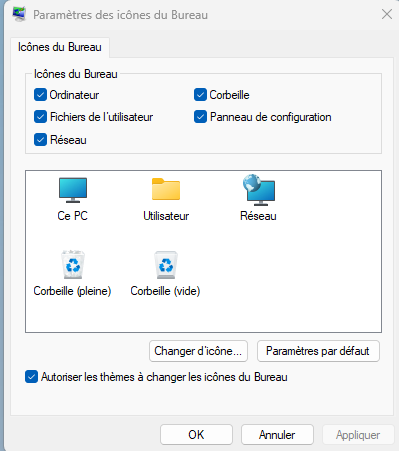 Paramètres des icônes du Bureau
Icônes du Bureau
Icônes du Bureau
Ordinateur Corbeille
Fichiers de l'utilisateur Panneau de configuration
Réseau
Ce PC Utilisateur Réseau
Corbeille (pleine) Corbeille (vide)
Changer d'icône... Paramètres par défaut
Autoriser les thèmes à changer les icônes du Bureau
OK Annuler Appliquer